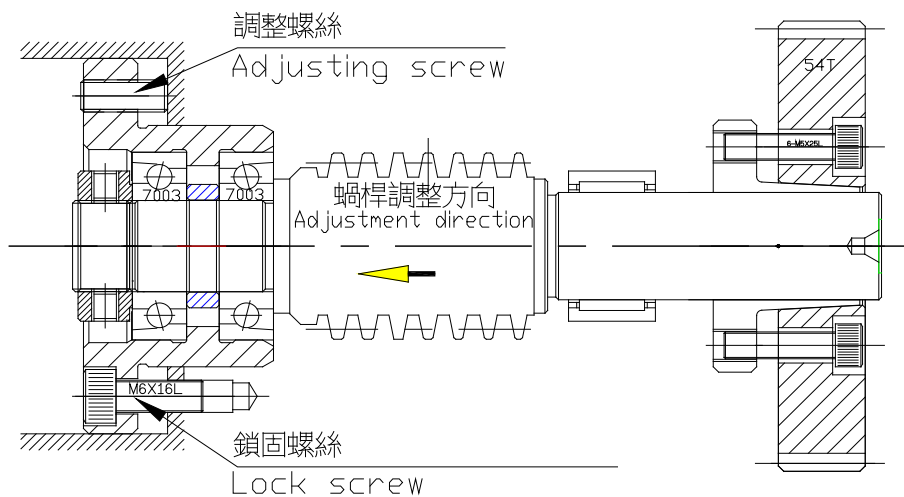 調整螺絲
Adjusting screw
54T
6-M5X25L
7003
7003
蝸桿調整方向
Adjustment direction
M6X16L
鎖固螺絲
Lock screw